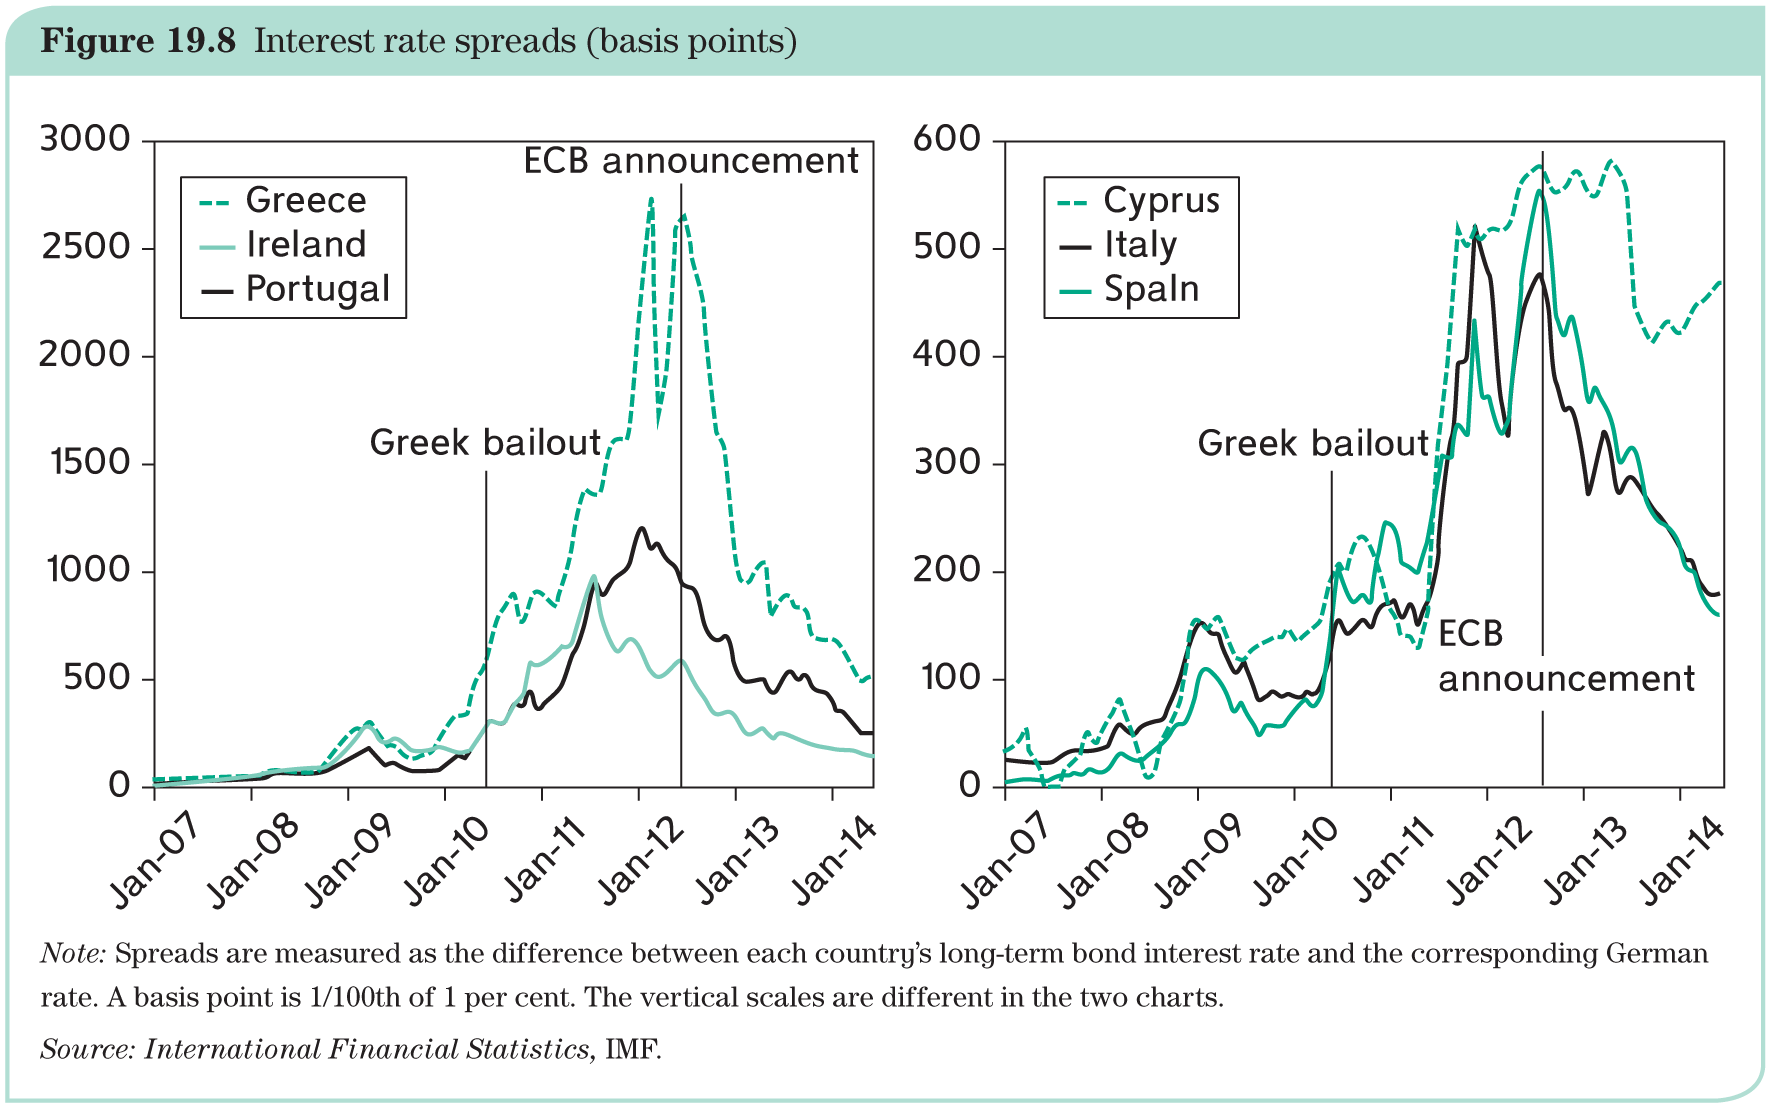 Figure 19.8 Interest rate spreads (basis points)
3000
2500
2000
1500
1000
500
0
Greece
Ireland
Portugal
ECB announcement
Greek bailout
Jan-07
Jan-08
Jan-09
Jan-10
Jan-11
Jan-12
Jan-13
Jan-14
600
500
400
300
200
100
0
Cyprus
Italy
SpaIn
Greek bailout
ECB
announcement
Jan-07
Jan-08
Jan-09
Jan-10
Jan-11
Jan-12
Jan-13
Jan-14
Note: Spreads are measured as the difference between each country's long-term bond interest rate and the corresponding German
rate. A basis point is 1/100th of 1 per cent. The vertical scales are different in the two charts.
Source: International Financial Statistics, IMF.